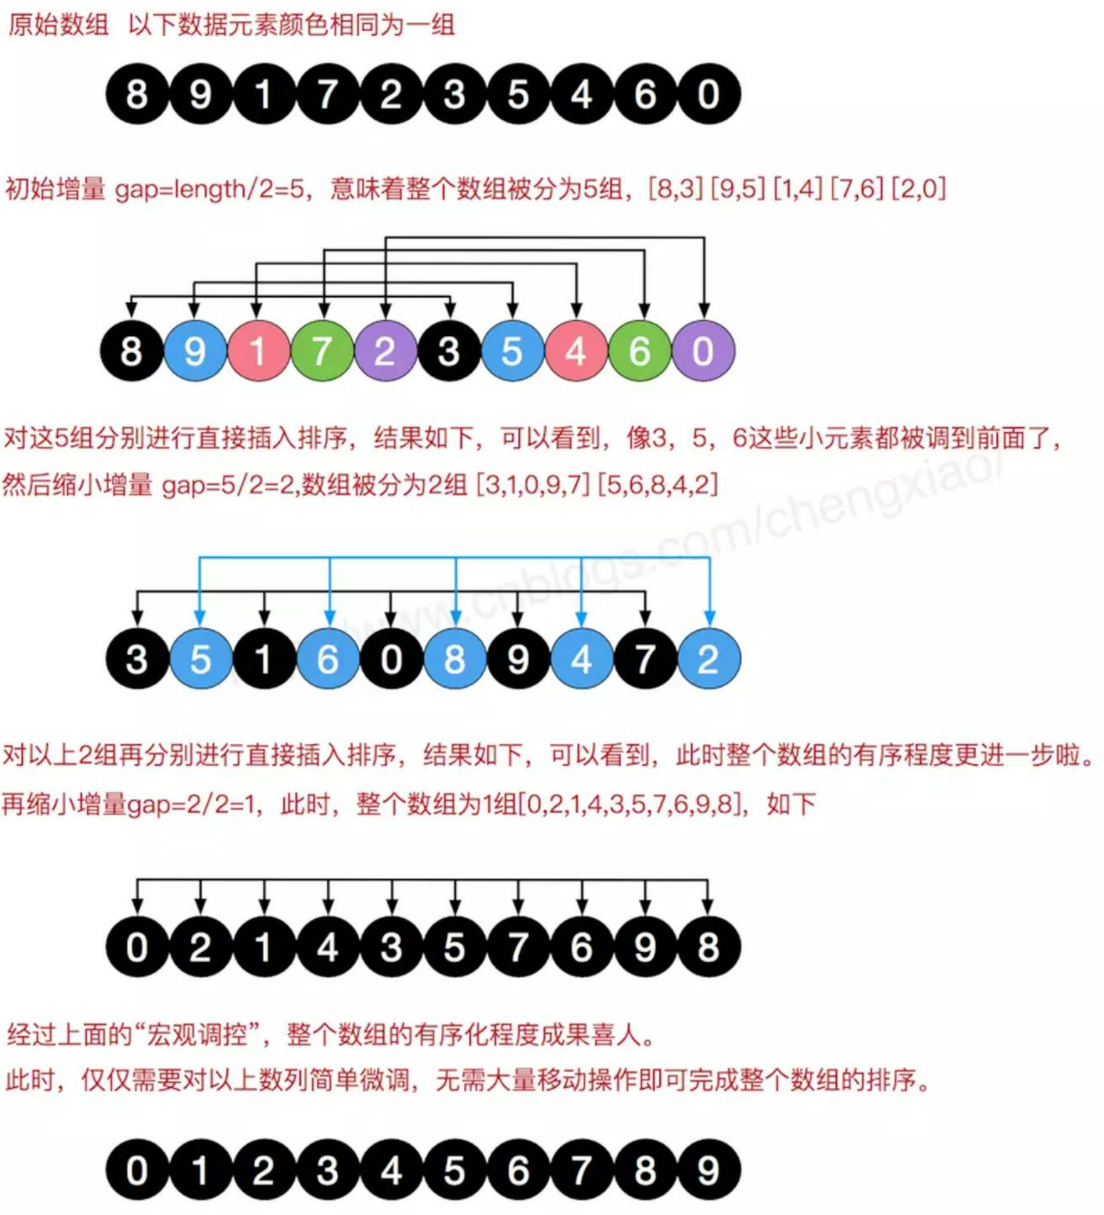 原始数组 以下数据元素颜色相同为一组
8 9 1 7 2 3 5 4 6 0
初始增量 gap=length/2=5，意味着整个数组被分为5组，[8,3] [9,5] [1,4] [7,6] [2,0]
8 9 1 7 2 3 5 4 6 0
对这5组分别进行直接插入排序，结果如下，可以看到，像3，5，6这些小元素都被调到前面了，
然后缩小增量 gap=5/2=2,数组被分为2组 [3,1,0,9,7] [5,6,8,4,2]
www.cnblogs.com/chengxiao/
3 5 1 6 0 8 9 4 7 2
对以上2组再分别进行直接插入排序，结果如下，可以看到，此时整个数组的有序程度更进一步啦。
再缩小增量gap=2/2=1，此时，整个数组为1组[0,2,1,4,3,5,7,6,9,8]，如下
0 2 1 4 3 5 7 6 9 8
经过上面的“宏观调控”，整个数组的有序化程度成果喜人。
此时，仅仅需要对以上数列简单微调，无需大量移动操作即可完成整个数组的排序。
0 1 2 3 4 5 6 7 8 9